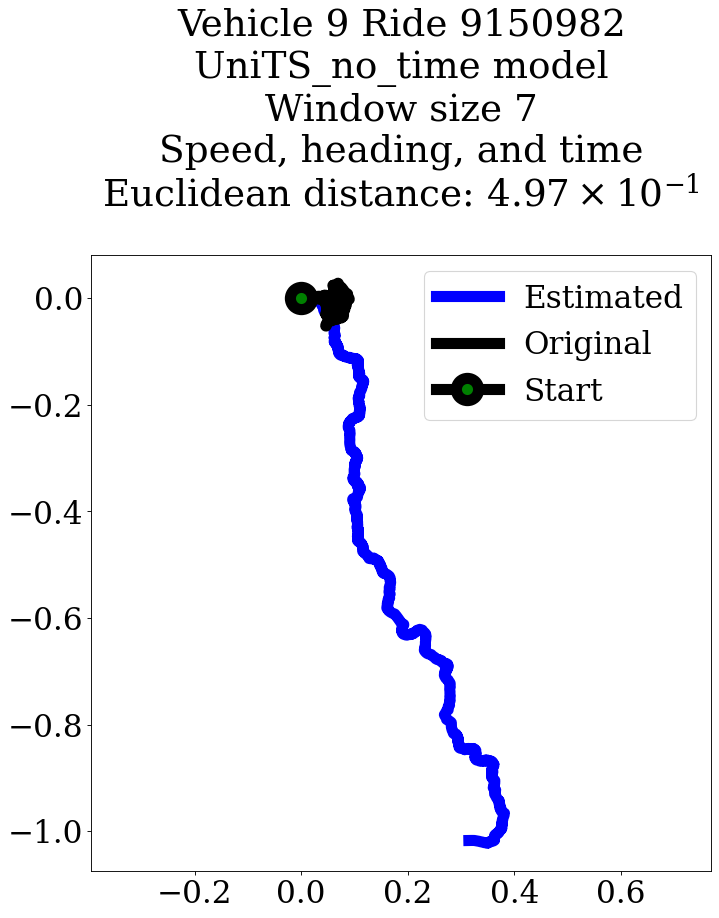 Vehicle 9 Ride 9150982
UniTS_no_time model
Window size 7
Speed, heading, and time
Euclidean distance: 4.97 × 10⁻¹
Estimated
Original
Start
0.0
−0.2
−0.4
−0.6
−0.8
−1.0
−0.2 0.0 0.2 0.4 0.6